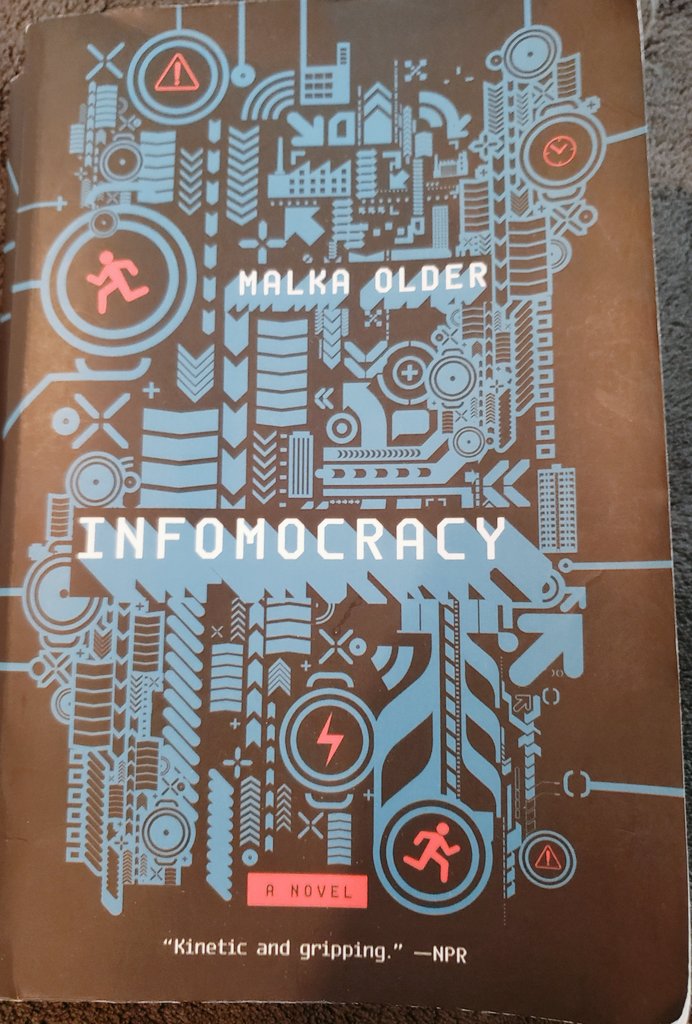 MALKA OLDER
INFOMOCRACY
A NOVEL
“Kinetic and gripping.” —NPR